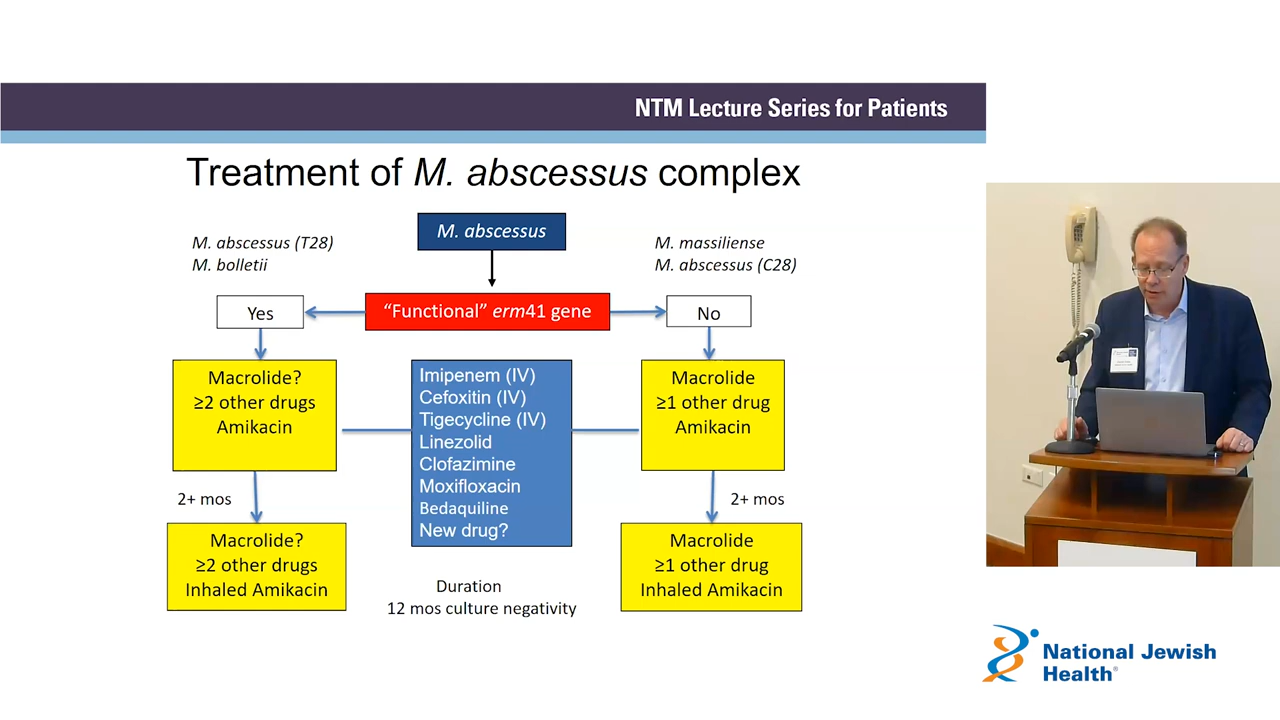 NTM Lecture Series for Patients
Treatment of M. abscessus complex
M. abscessus
M. abscessus (T28)
M. bolletii
M. massiliense
M. abscessus (C28)
Yes
“Functional” erm41 gene
No
Macrolide?
≥2 other drugs
Amikacin
Imipenem (IV)
Cefoxitin (IV)
Tigecycline (IV)
Linezolid
Clofazimine
Moxifloxacin
Bedaquiline
New drug?
Macrolide
≥1 other drug
Amikacin
2+ mos
2+ mos
Macrolide?
≥2 other drugs
Inhaled Amikacin
Macrolide
≥1 other drug
Inhaled Amikacin
Duration
12 mos culture negativity
National Jewish
Health®